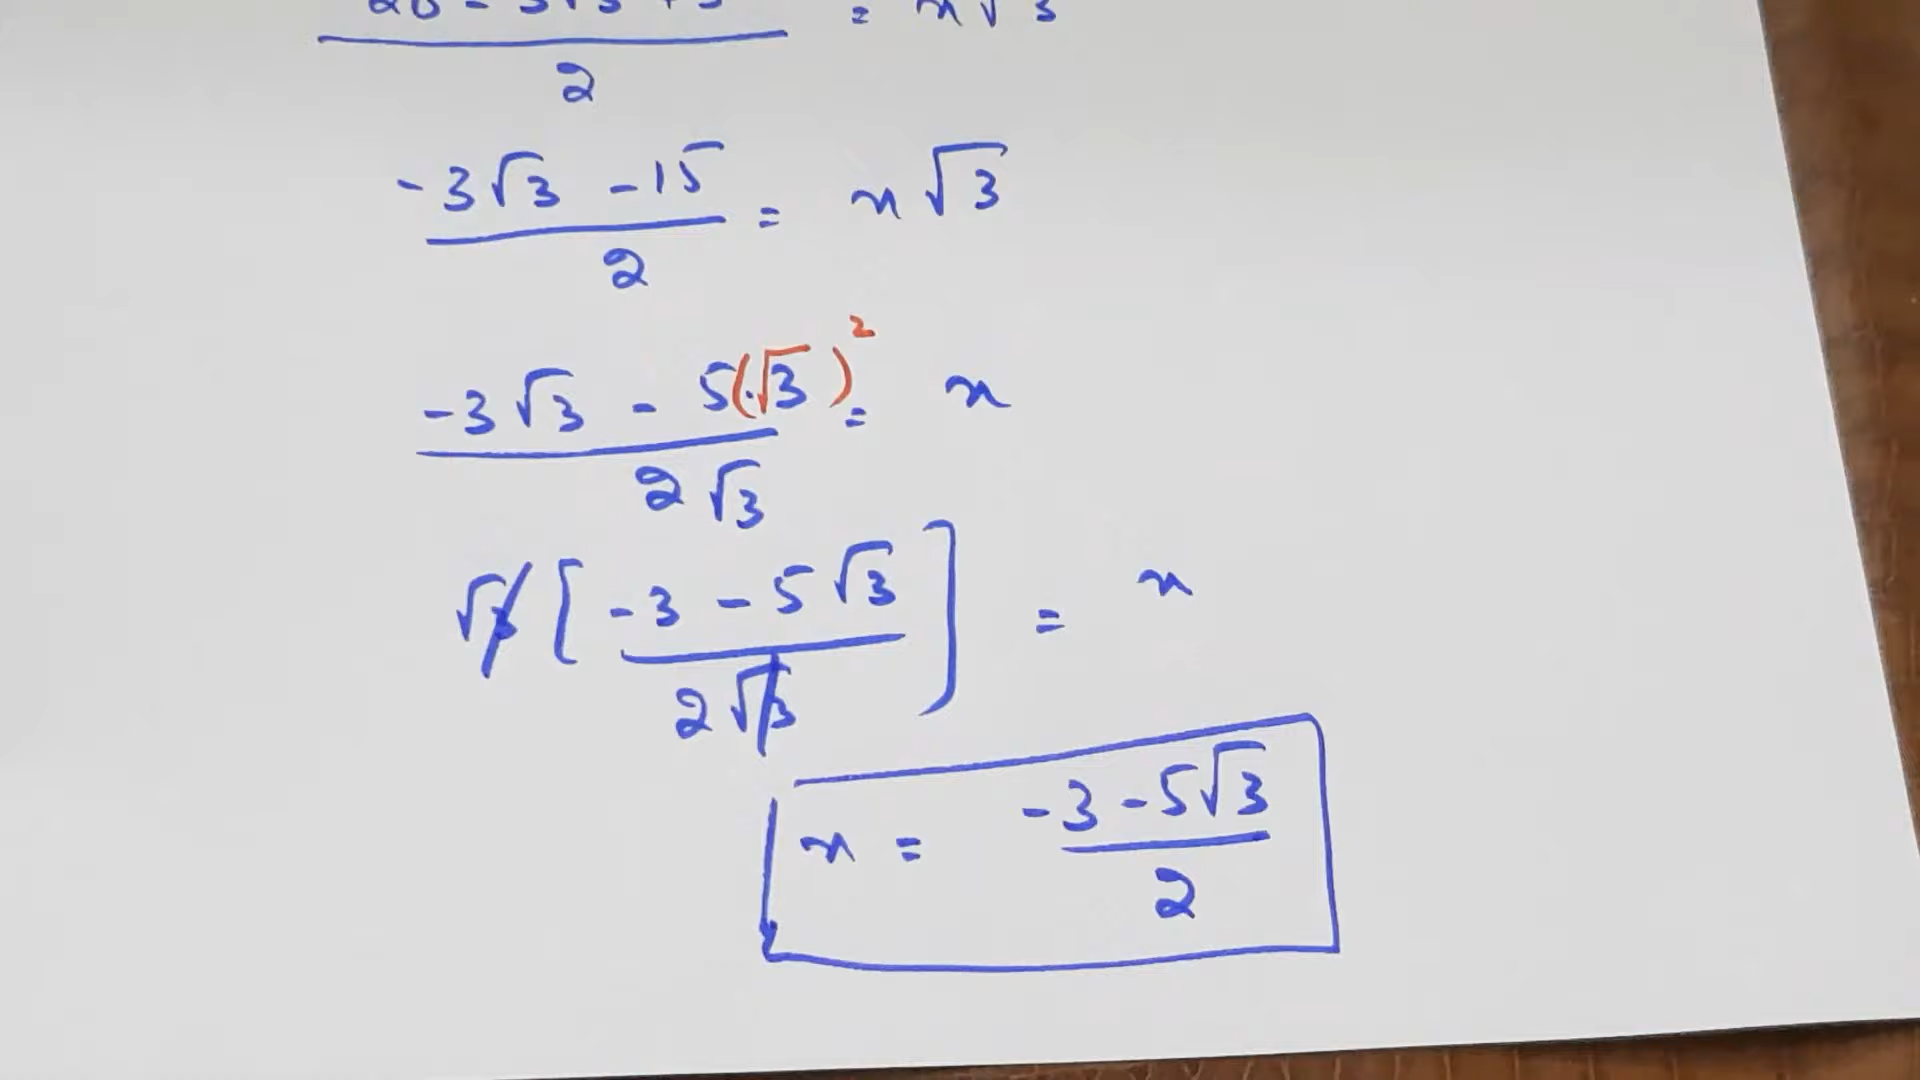 = x√3
2
-3√3 -15 / 2 = x√3
-3√3 - 5(√3)² / 2√3 = x
√3 [ -3 - 5√3 / 2√3 ] = x
x = -3 - 5√3 / 2